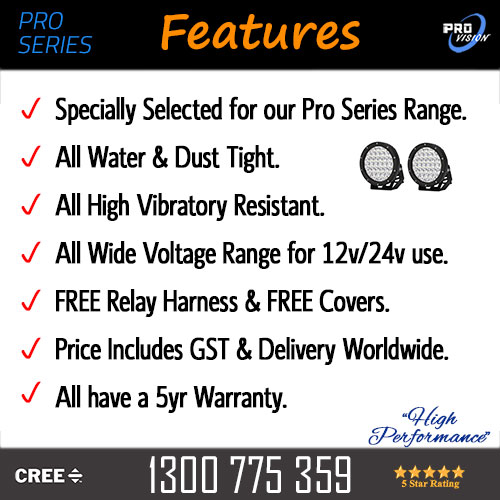 PRO
SERIES
Features
PRO
VISION
✓ Specially Selected for our Pro Series Range.
✓ All Water & Dust Tight.
✓ All High Vibratory Resistant.
✓ All Wide Voltage Range for 12v/24v use.
✓ FREE Relay Harness & FREE Covers.
✓ Price Includes GST & Delivery Worldwide.
✓ All have a 5yr Warranty.
“High
Performance”
CREE
1300 775 359
★★★★★
5 Star Rating